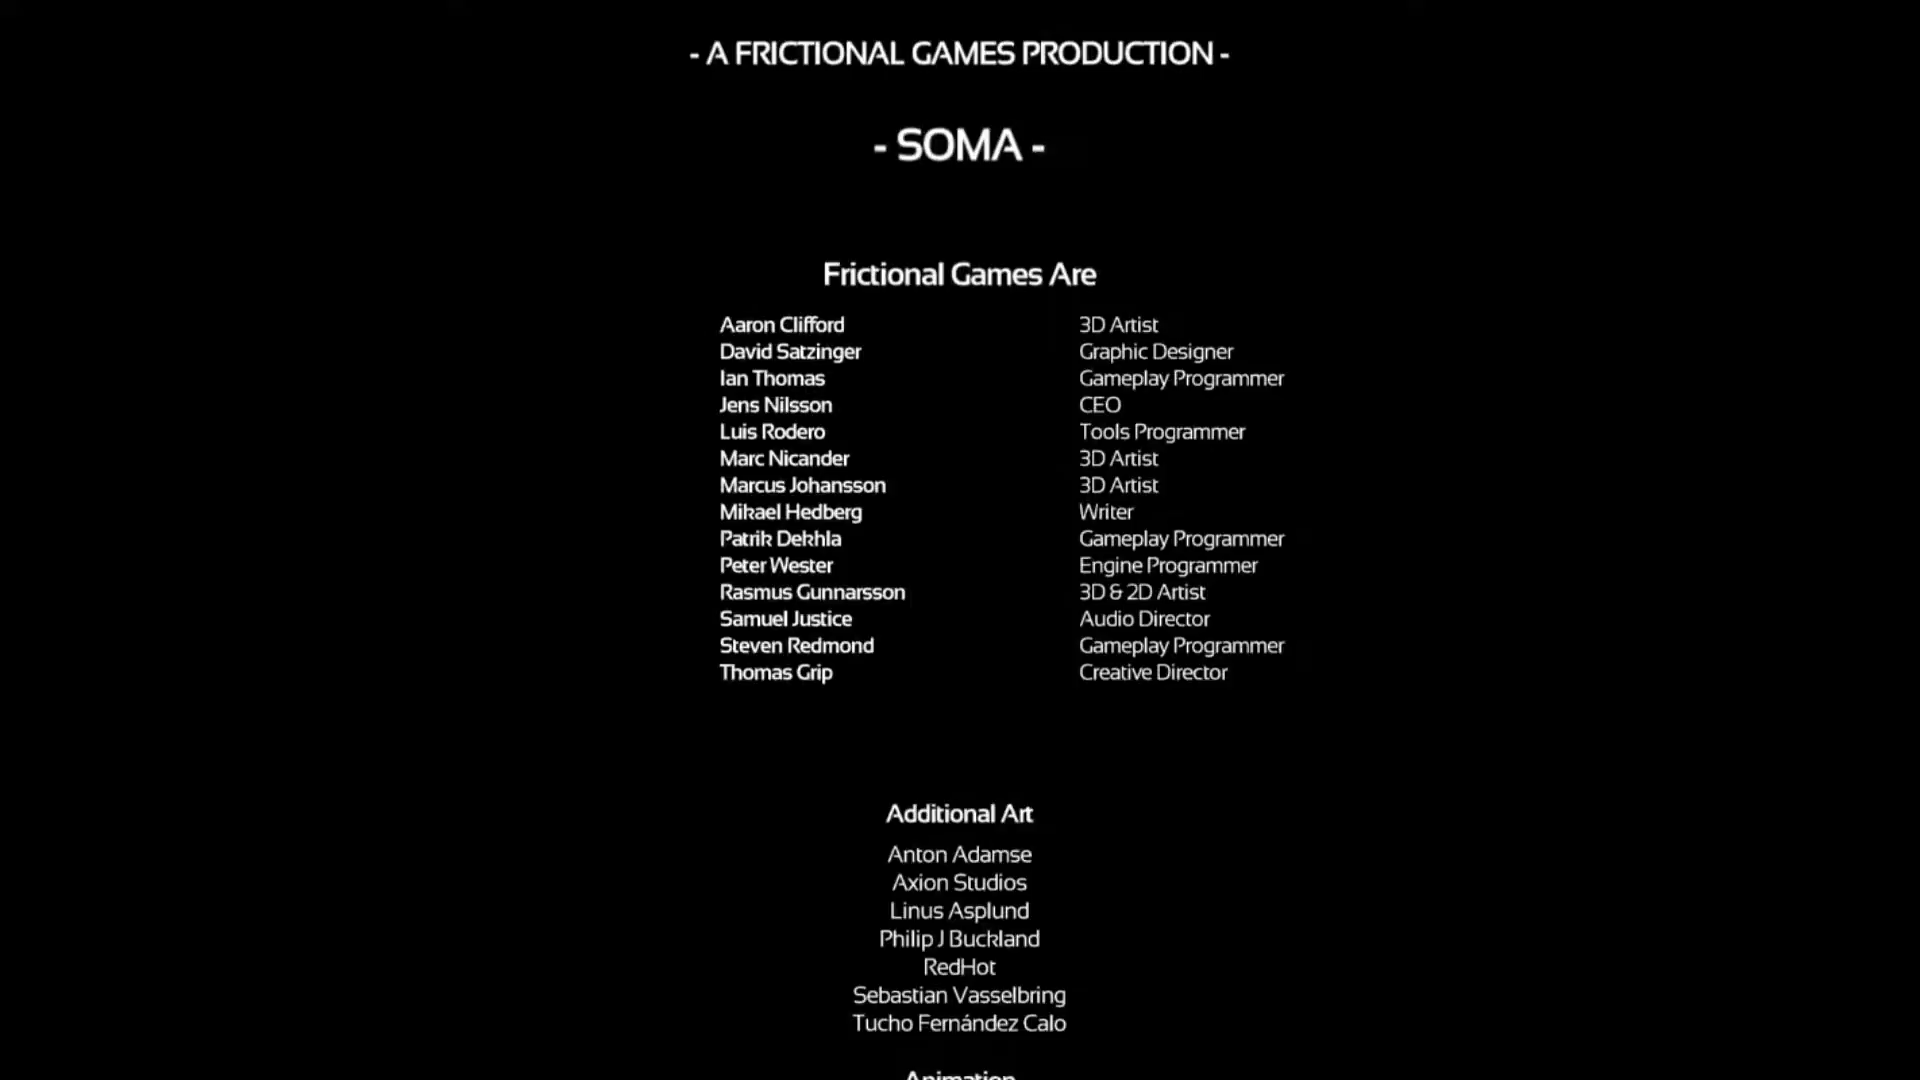 - A FRICTIONAL GAMES PRODUCTION -
- SOMA -
Frictional Games Are
Aaron Clifford 3D Artist
David Satzinger Graphic Designer
Ian Thomas Gameplay Programmer
Jens Nilsson CEO
Luis Rodero Tools Programmer
Marc Nicander 3D Artist
Marcus Johansson 3D Artist
Mikael Hedberg Writer
Patrik Dekhla Gameplay Programmer
Peter Wester Engine Programmer
Rasmus Gunnarsson 3D & 2D Artist
Samuel Justice Audio Director
Steven Redmond Gameplay Programmer
Thomas Grip Creative Director
Additional Art
Anton Adamse
Axion Studios
Linus Asplund
Philip J Buckland
RedHot
Sebastian Vasselbring
Tucho Fernández Calo
Animation